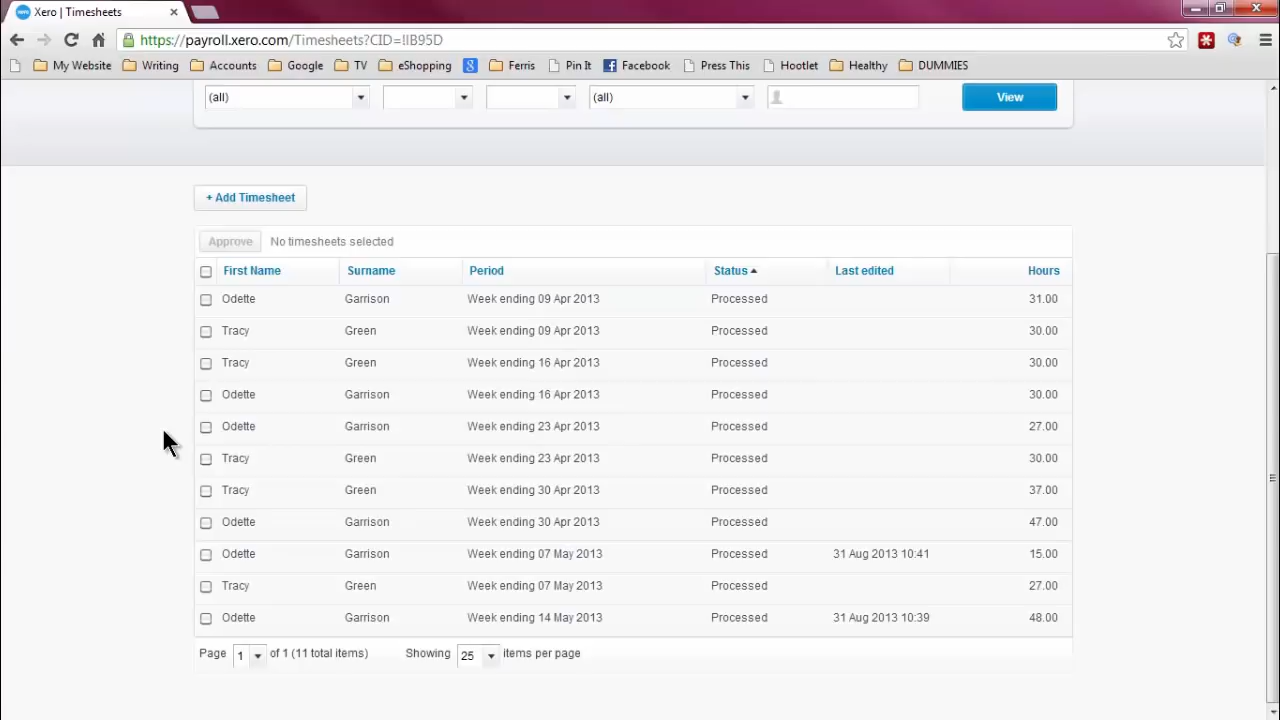 xero Xero | Timesheets
https://payroll.xero.com/Timesheets?CID=!IB95D
My Website Writing Accounts Google TV eShopping 8 Ferris Pin It Facebook Press This Hootlet Healthy DUMMIES
(all) (all) View
+ Add Timesheet
Approve No timesheets selected
First Name Surname Period Status Last edited Hours
Odette Garrison Week ending 09 Apr 2013 Processed 31.00
Tracy Green Week ending 09 Apr 2013 Processed 30.00
Tracy Green Week ending 16 Apr 2013 Processed 30.00
Odette Garrison Week ending 16 Apr 2013 Processed 30.00
Odette Garrison Week ending 23 Apr 2013 Processed 27.00
Tracy Green Week ending 23 Apr 2013 Processed 30.00
Tracy Green Week ending 30 Apr 2013 Processed 37.00
Odette Garrison Week ending 30 Apr 2013 Processed 47.00
Odette Garrison Week ending 07 May 2013 Processed 31 Aug 2013 10:41 15.00
Tracy Green Week ending 07 May 2013 Processed 27.00
Odette Garrison Week ending 14 May 2013 Processed 31 Aug 2013 10:39 48.00
Page 1 of 1 (11 total items) Showing 25 items per page